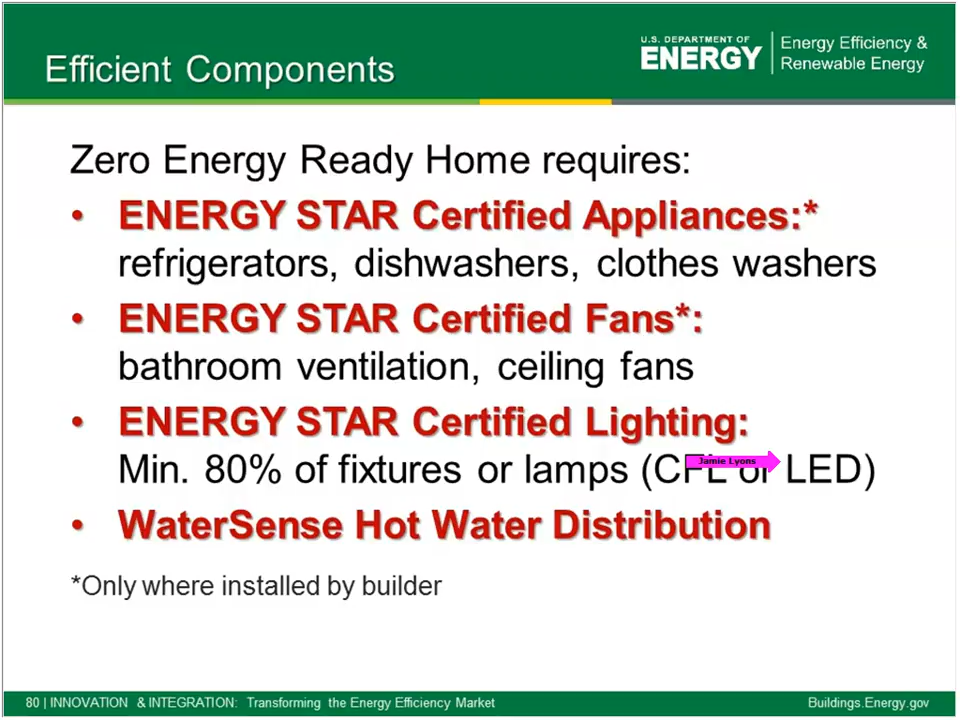 Efficient Components
U.S. DEPARTMENT OF
ENERGY
Energy Efficiency &
Renewable Energy
Zero Energy Ready Home requires:
• ENERGY STAR Certified Appliances:*
refrigerators, dishwashers, clothes washers
• ENERGY STAR Certified Fans*:
bathroom ventilation, ceiling fans
• ENERGY STAR Certified Lighting:
Min. 80% of fixtures or lamps (CFL or LED)
Jamie Lyons
• WaterSense Hot Water Distribution
*Only where installed by builder
80 | INNOVATION & INTEGRATION: Transforming the Energy Efficiency Market
Buildings.Energy.gov